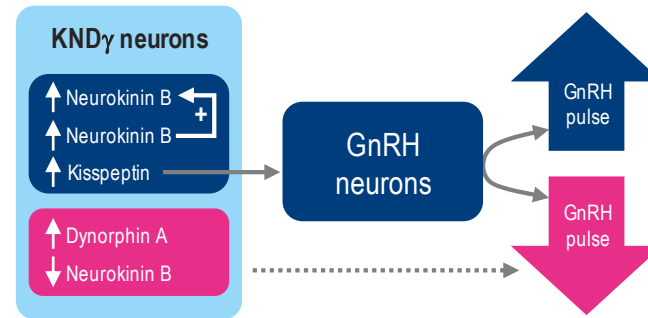 KNDγ neurons
Neurokinin B
Neurokinin B
+
Kisspeptin
Dynorphin A
Neurokinin B
GnRH
neurons
GnRH
pulse
GnRH
pulse